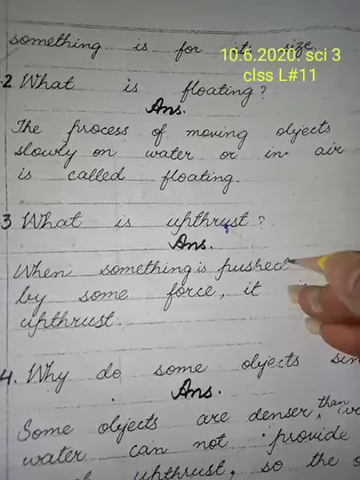 something is for it size
10.6.2020. sci 3
clss L#11
2 What is floating?
Ans.
The process of moving objects
slowly on water or in air
is called floating.
3 What is upthrust?
Ans.
When something is pushed
by some force, it
upthrust.
4. Why do some objects
Ans.
Some objects are denser than
water can not provide
upthrust, so the